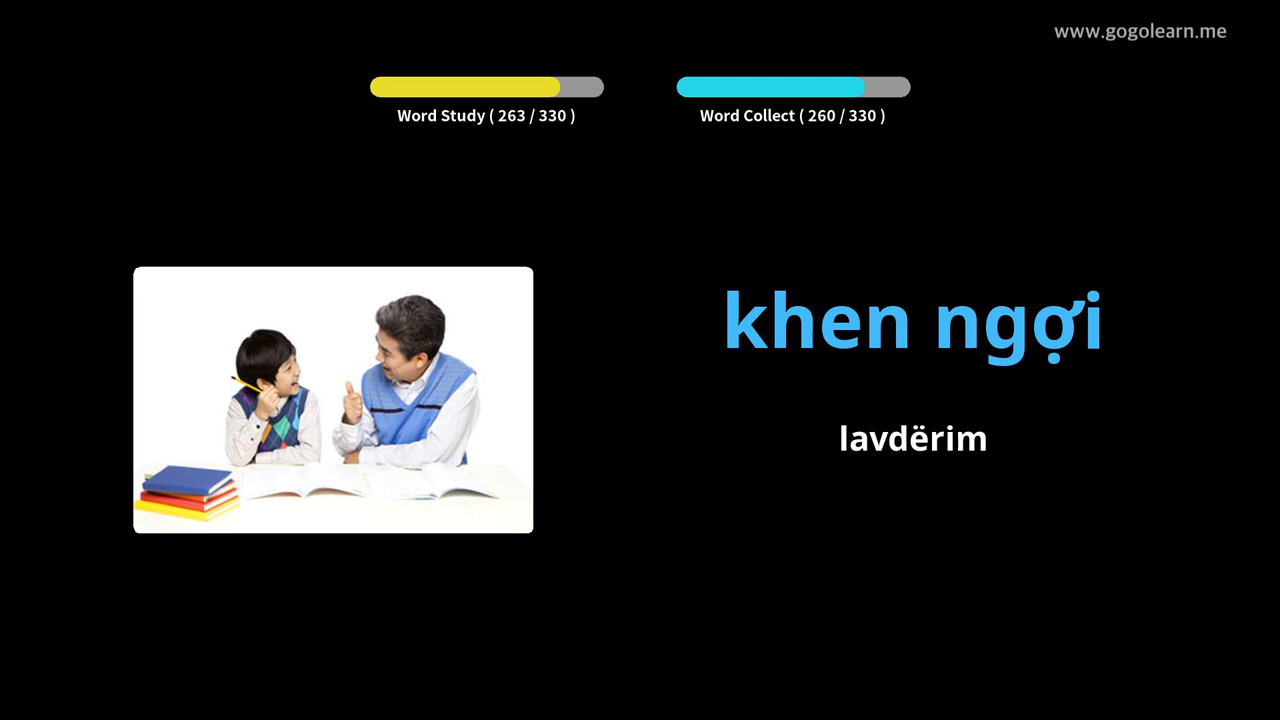 www.gogolearn.me
Word Study ( 263 / 330 )
Word Collect ( 260 / 330 )
khen ngợi
lavdërim